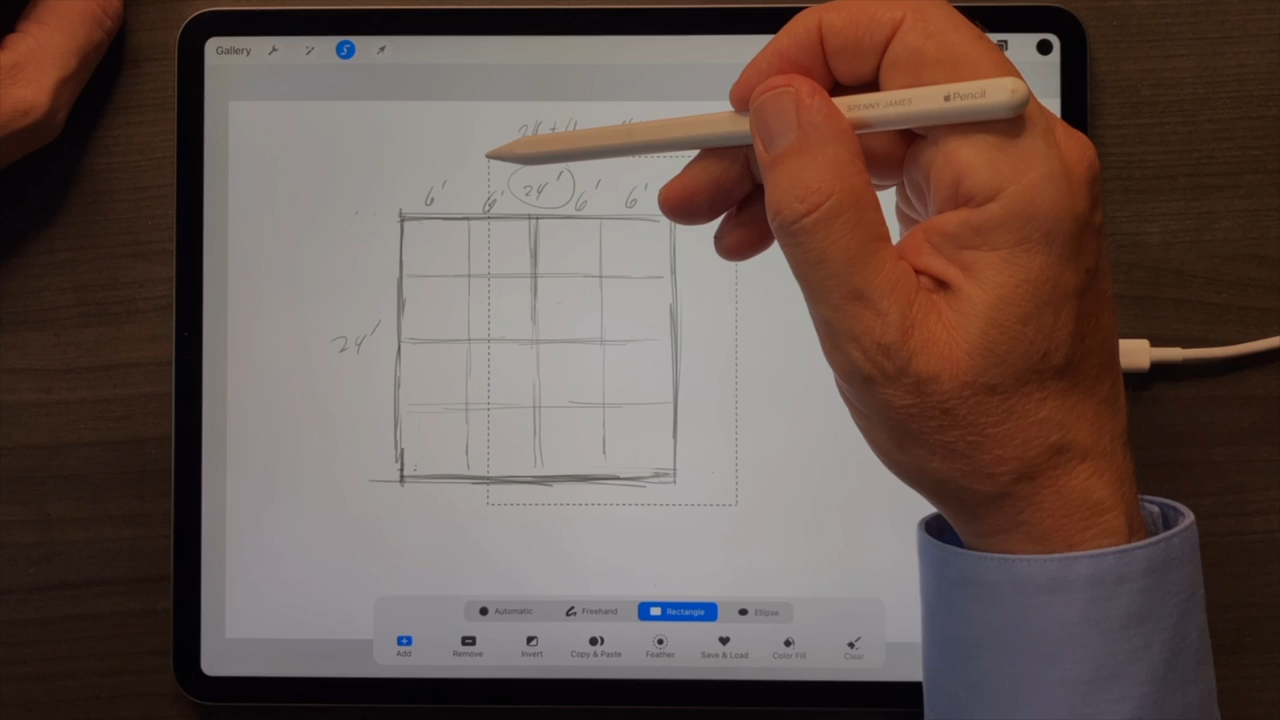 Gallery
SPENNY JAMES Pencil
6' 6' 24' 6' 6'
24'
Automatic Freehand Rectangle Ellipse
Add Remove Invert Copy & Paste Feather Save & Load Color Fill Clear